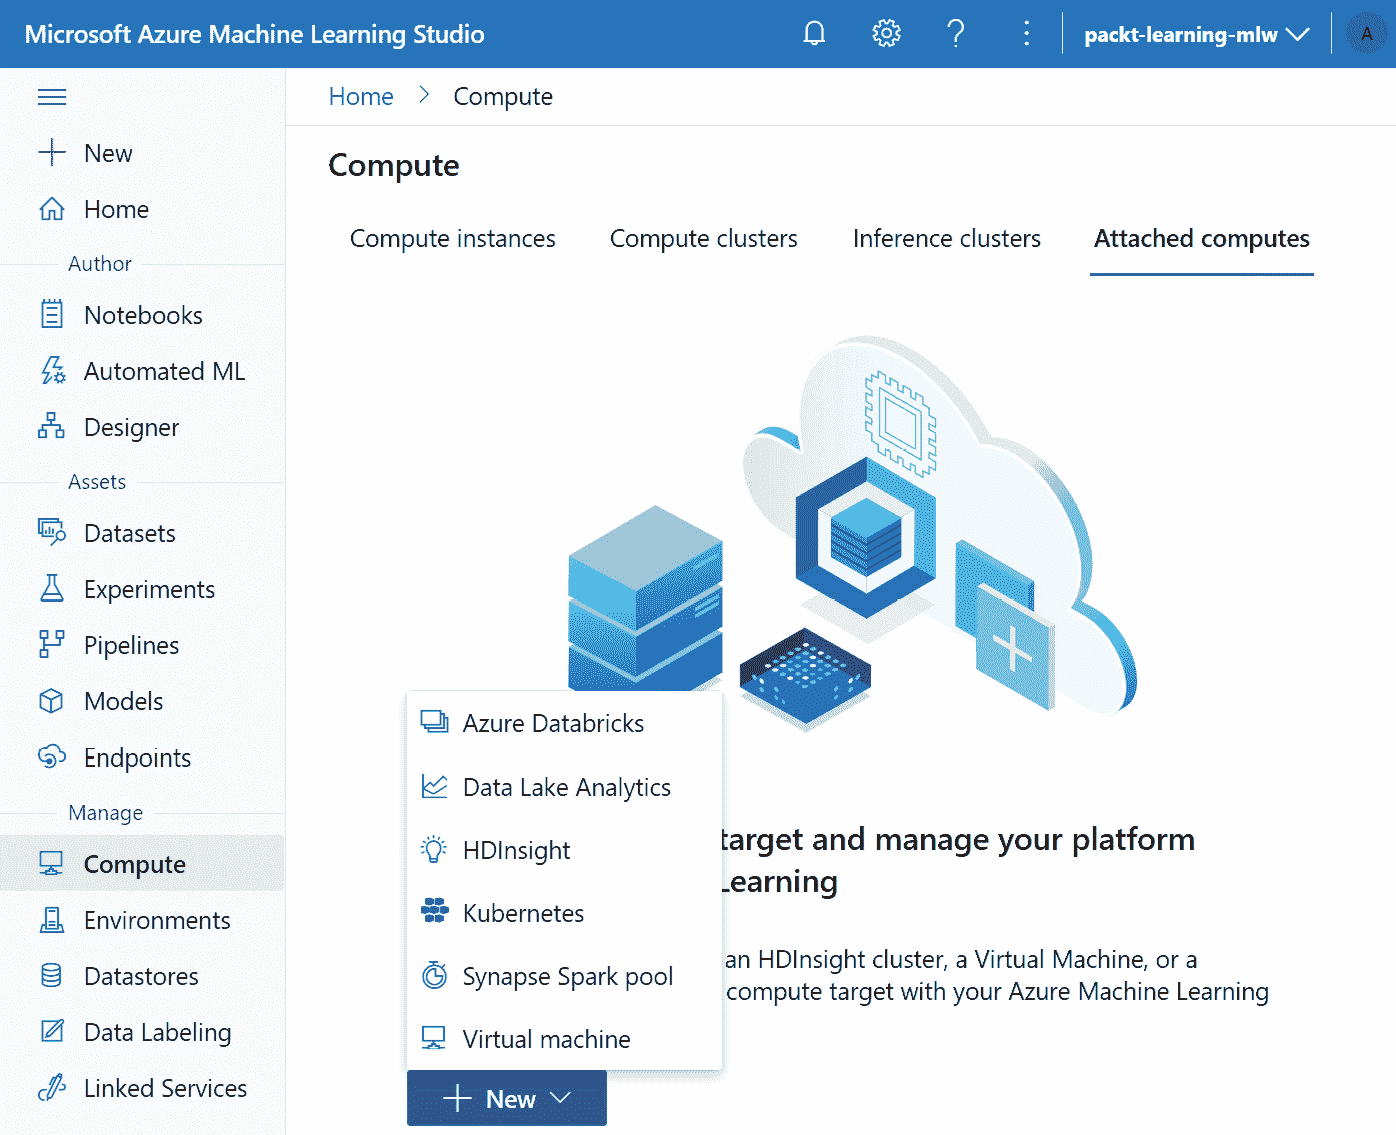 Microsoft Azure Machine Learning Studio
packt-learning-mlw
A
Home
Compute
New
Home
Author
Notebooks
Automated ML
Designer
Assets
Datasets
Experiments
Pipelines
Models
Endpoints
Manage
Compute
Environments
Datastores
Data Labeling
Linked Services
Compute
Compute instances
Compute clusters
Inference clusters
Attached computes
Azure Databricks
Data Lake Analytics
HDInsight
Kubernetes
Synapse Spark pool
Virtual machine
New
target and manage your platform
Learning
an HDInsight cluster, a Virtual Machine, or a
compute target with your Azure Machine Learning